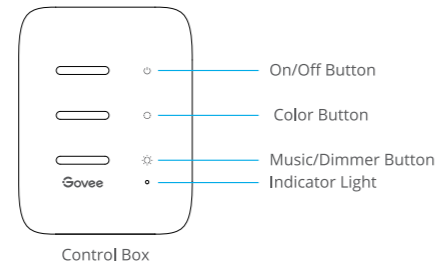 On/Off Button
Color Button
Music/Dimmer Button
Govee
Indicator Light
Control Box